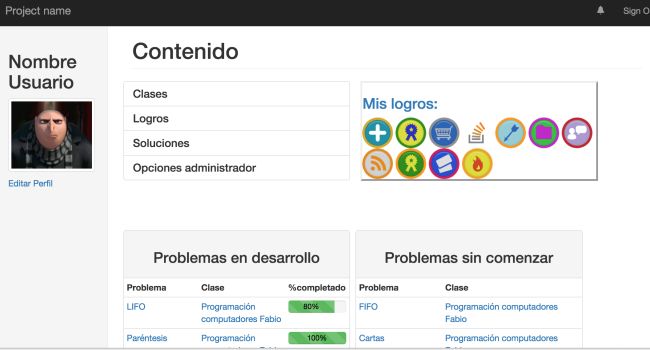 Project name
Sign O
Nombre
Usuario
Editar Perfil
Contenido
Clases
Logros
Soluciones
Opciones administrador
Mis logros:
Problemas en desarrollo
Problema Clase %completado
LIFO Programación 80%
computadores Fabio
Paréntesis Programación 100%
Problemas sin comenzar
Problema Clase
FIFO Programación computadores
Fabio
Cartas Programación computadores